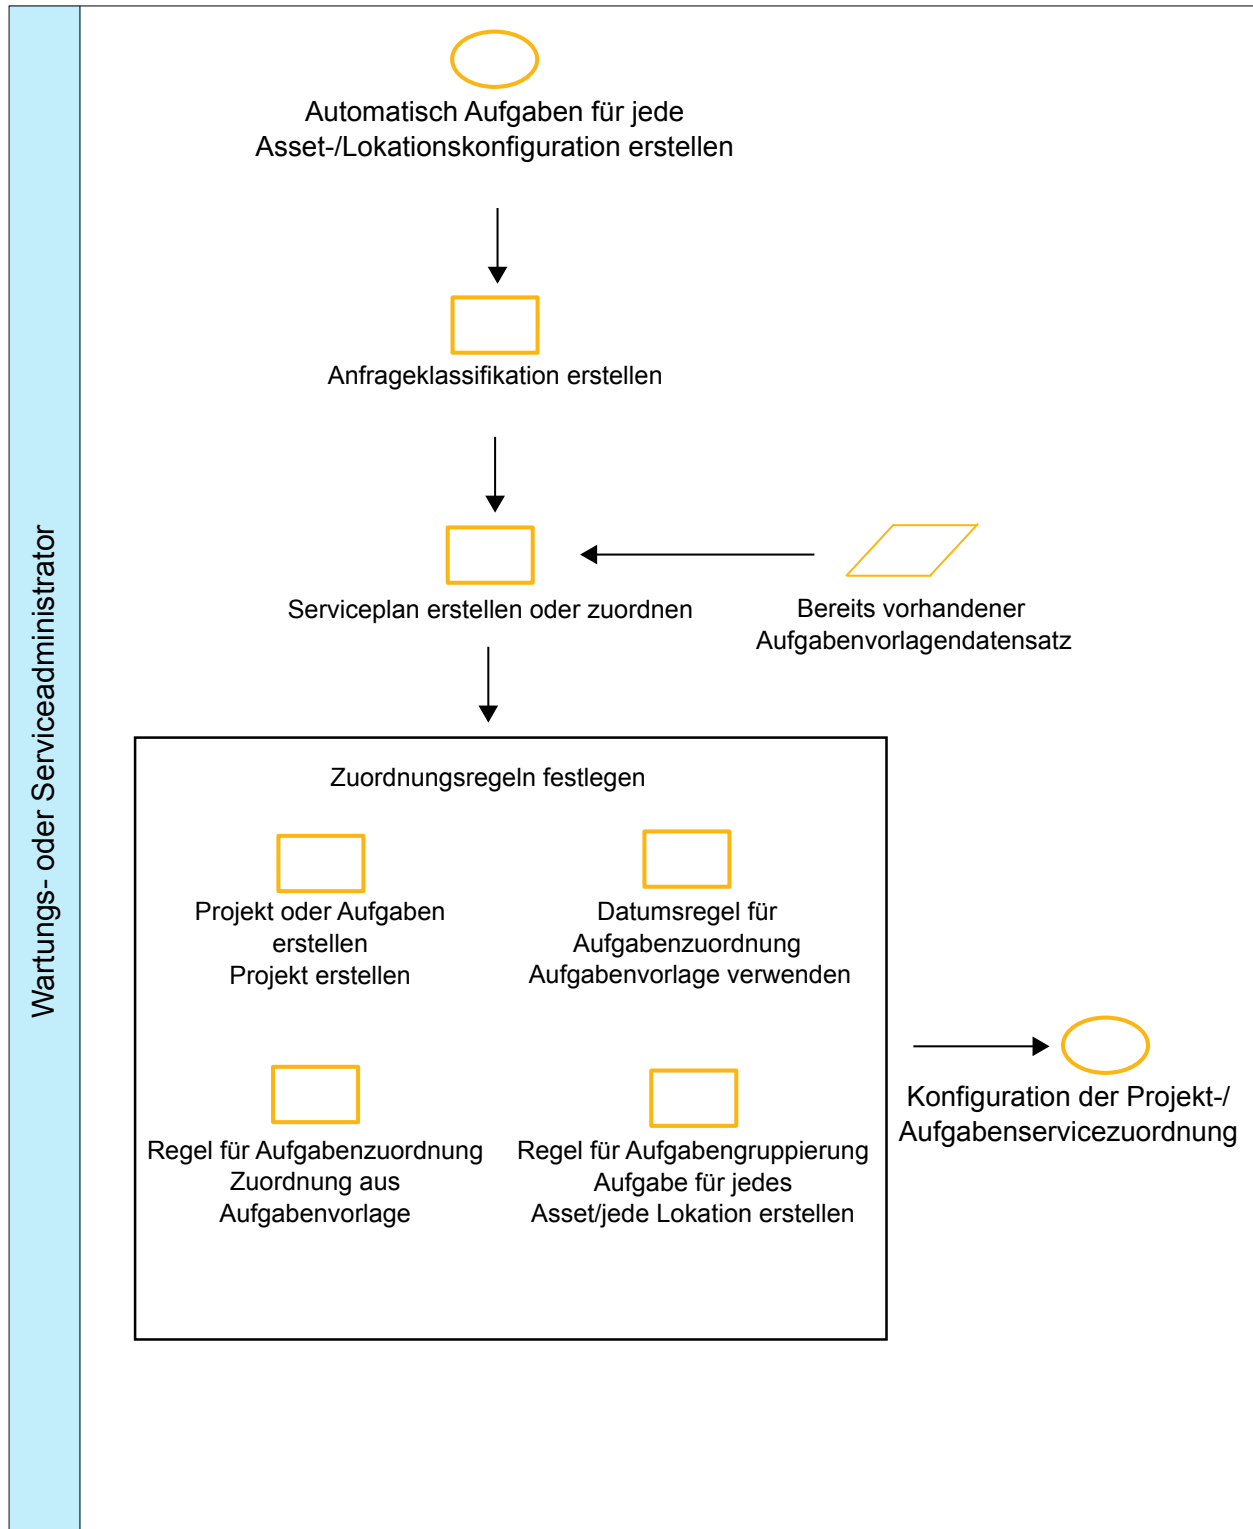 Wartungs- oder Serviceadministrator
Automatisch Aufgaben für jede
Asset-/Lokationskonfiguration erstellen
Anfrageklassifikation erstellen
Serviceplan erstellen oder zuordnen
Bereits vorhandener
Aufgabenvorlagendatensatz
Zuordnungsregeln festlegen
Projekt oder Aufgaben
erstellen
Projekt erstellen
Datumsregel für
Aufgabenzuordnung
Aufgabenvorlage verwenden
Regel für Aufgabenzuordnung
Zuordnung aus
Aufgabenvorlage
Regel für Aufgabengruppierung
Aufgabe für jedes
Asset/jede Lokation erstellen
Konfiguration der Projekt-/
Aufgabenservicezuordnung